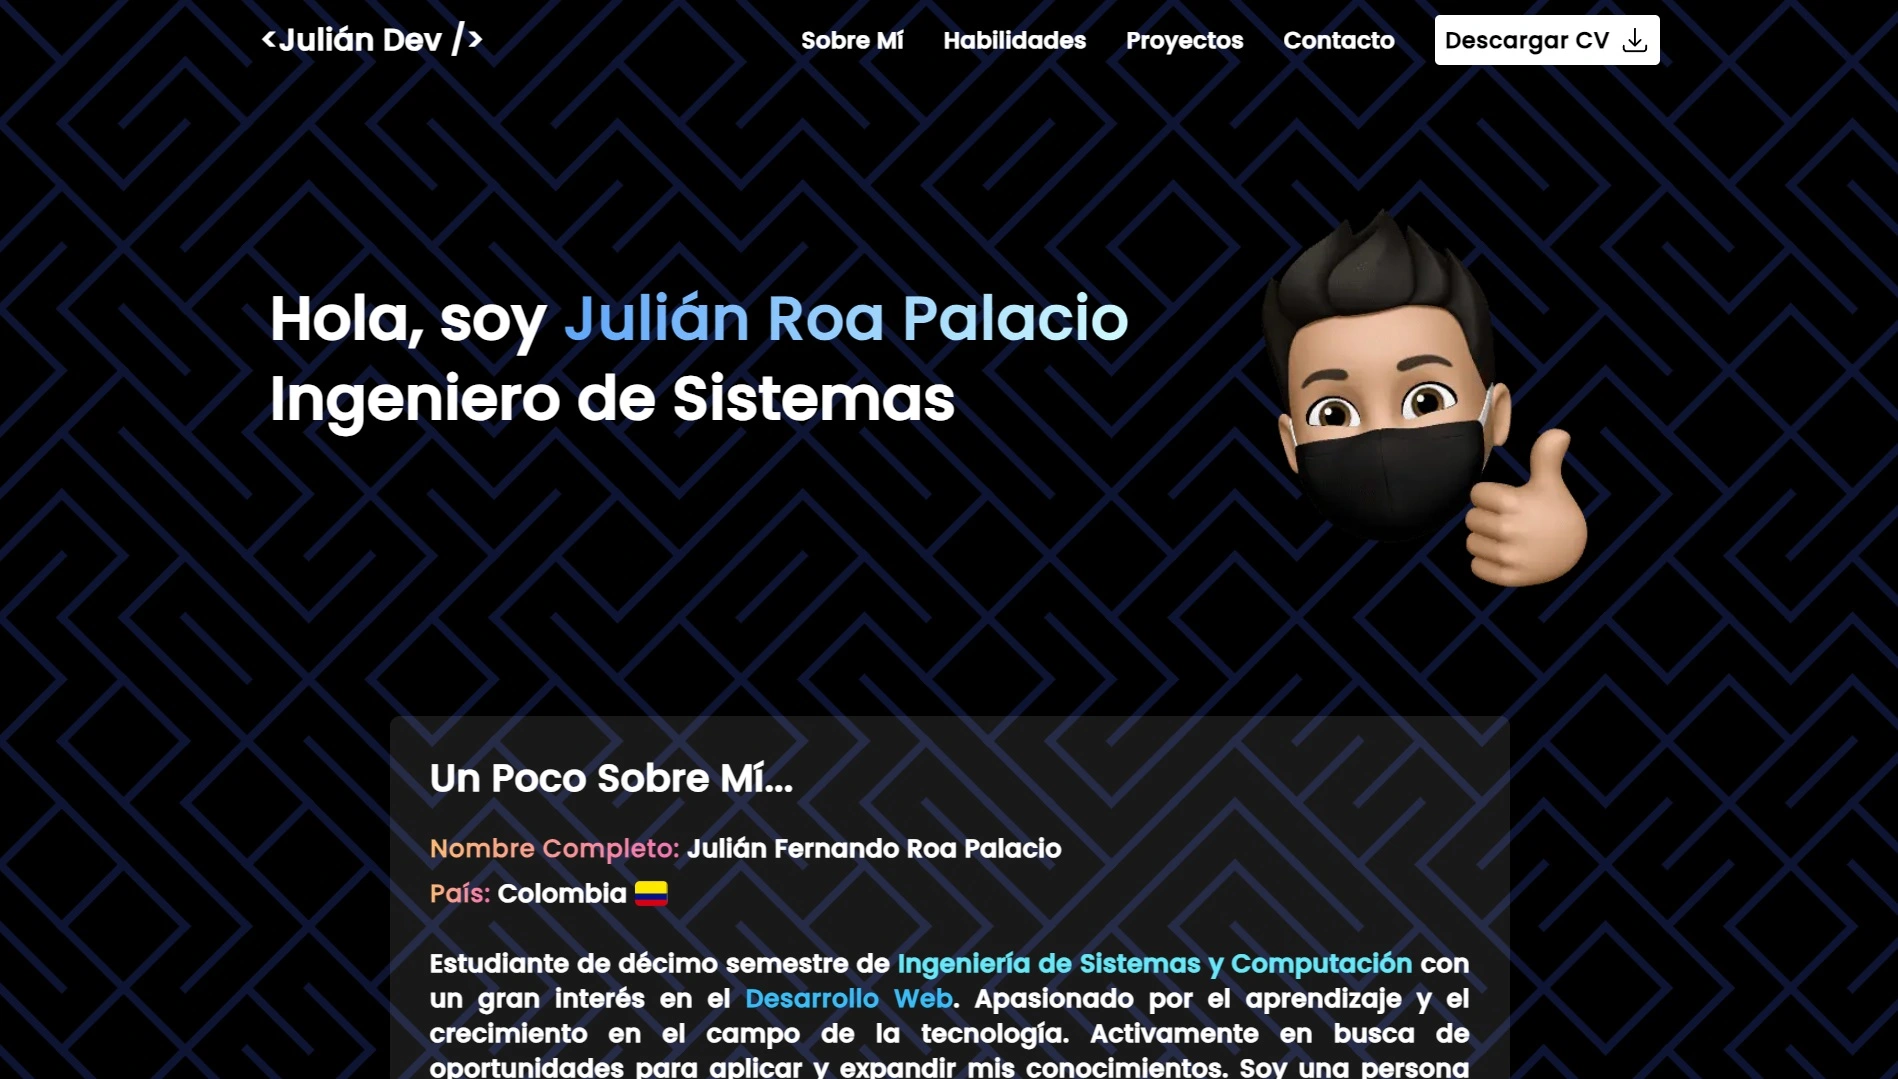 <Julián Dev />
Sobre Mí
Habilidades
Proyectos
Contacto
Descargar CV
Hola, soy Julián Roa Palacio
Ingeniero de Sistemas
Un Poco Sobre Mí...
Nombre Completo: Julián Fernando Roa Palacio
País: Colombia
Estudiante de décimo semestre de Ingeniería de Sistemas y Computación con
un gran interés en el Desarrollo Web. Apasionado por el aprendizaje y el
crecimiento en el campo de la tecnología. Activamente en busca de
oportunidades para aplicar y expandir mis conocimientos. Soy una persona